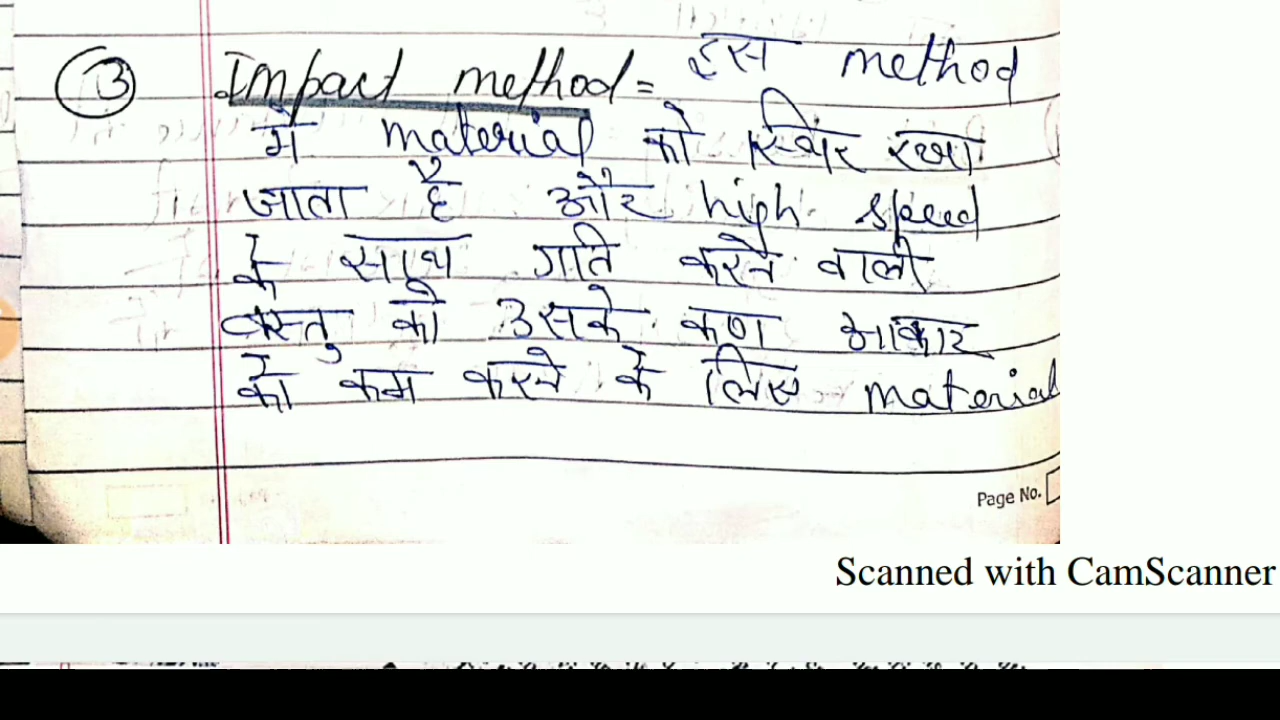 ③ Impact method = इस method
में material को स्थिर रखा
जाता है और high speed
के साथ गति करने वाली
वस्तु को उसके कण आकार
को कम करने के लिए material
Page No.
Scanned with CamScanner